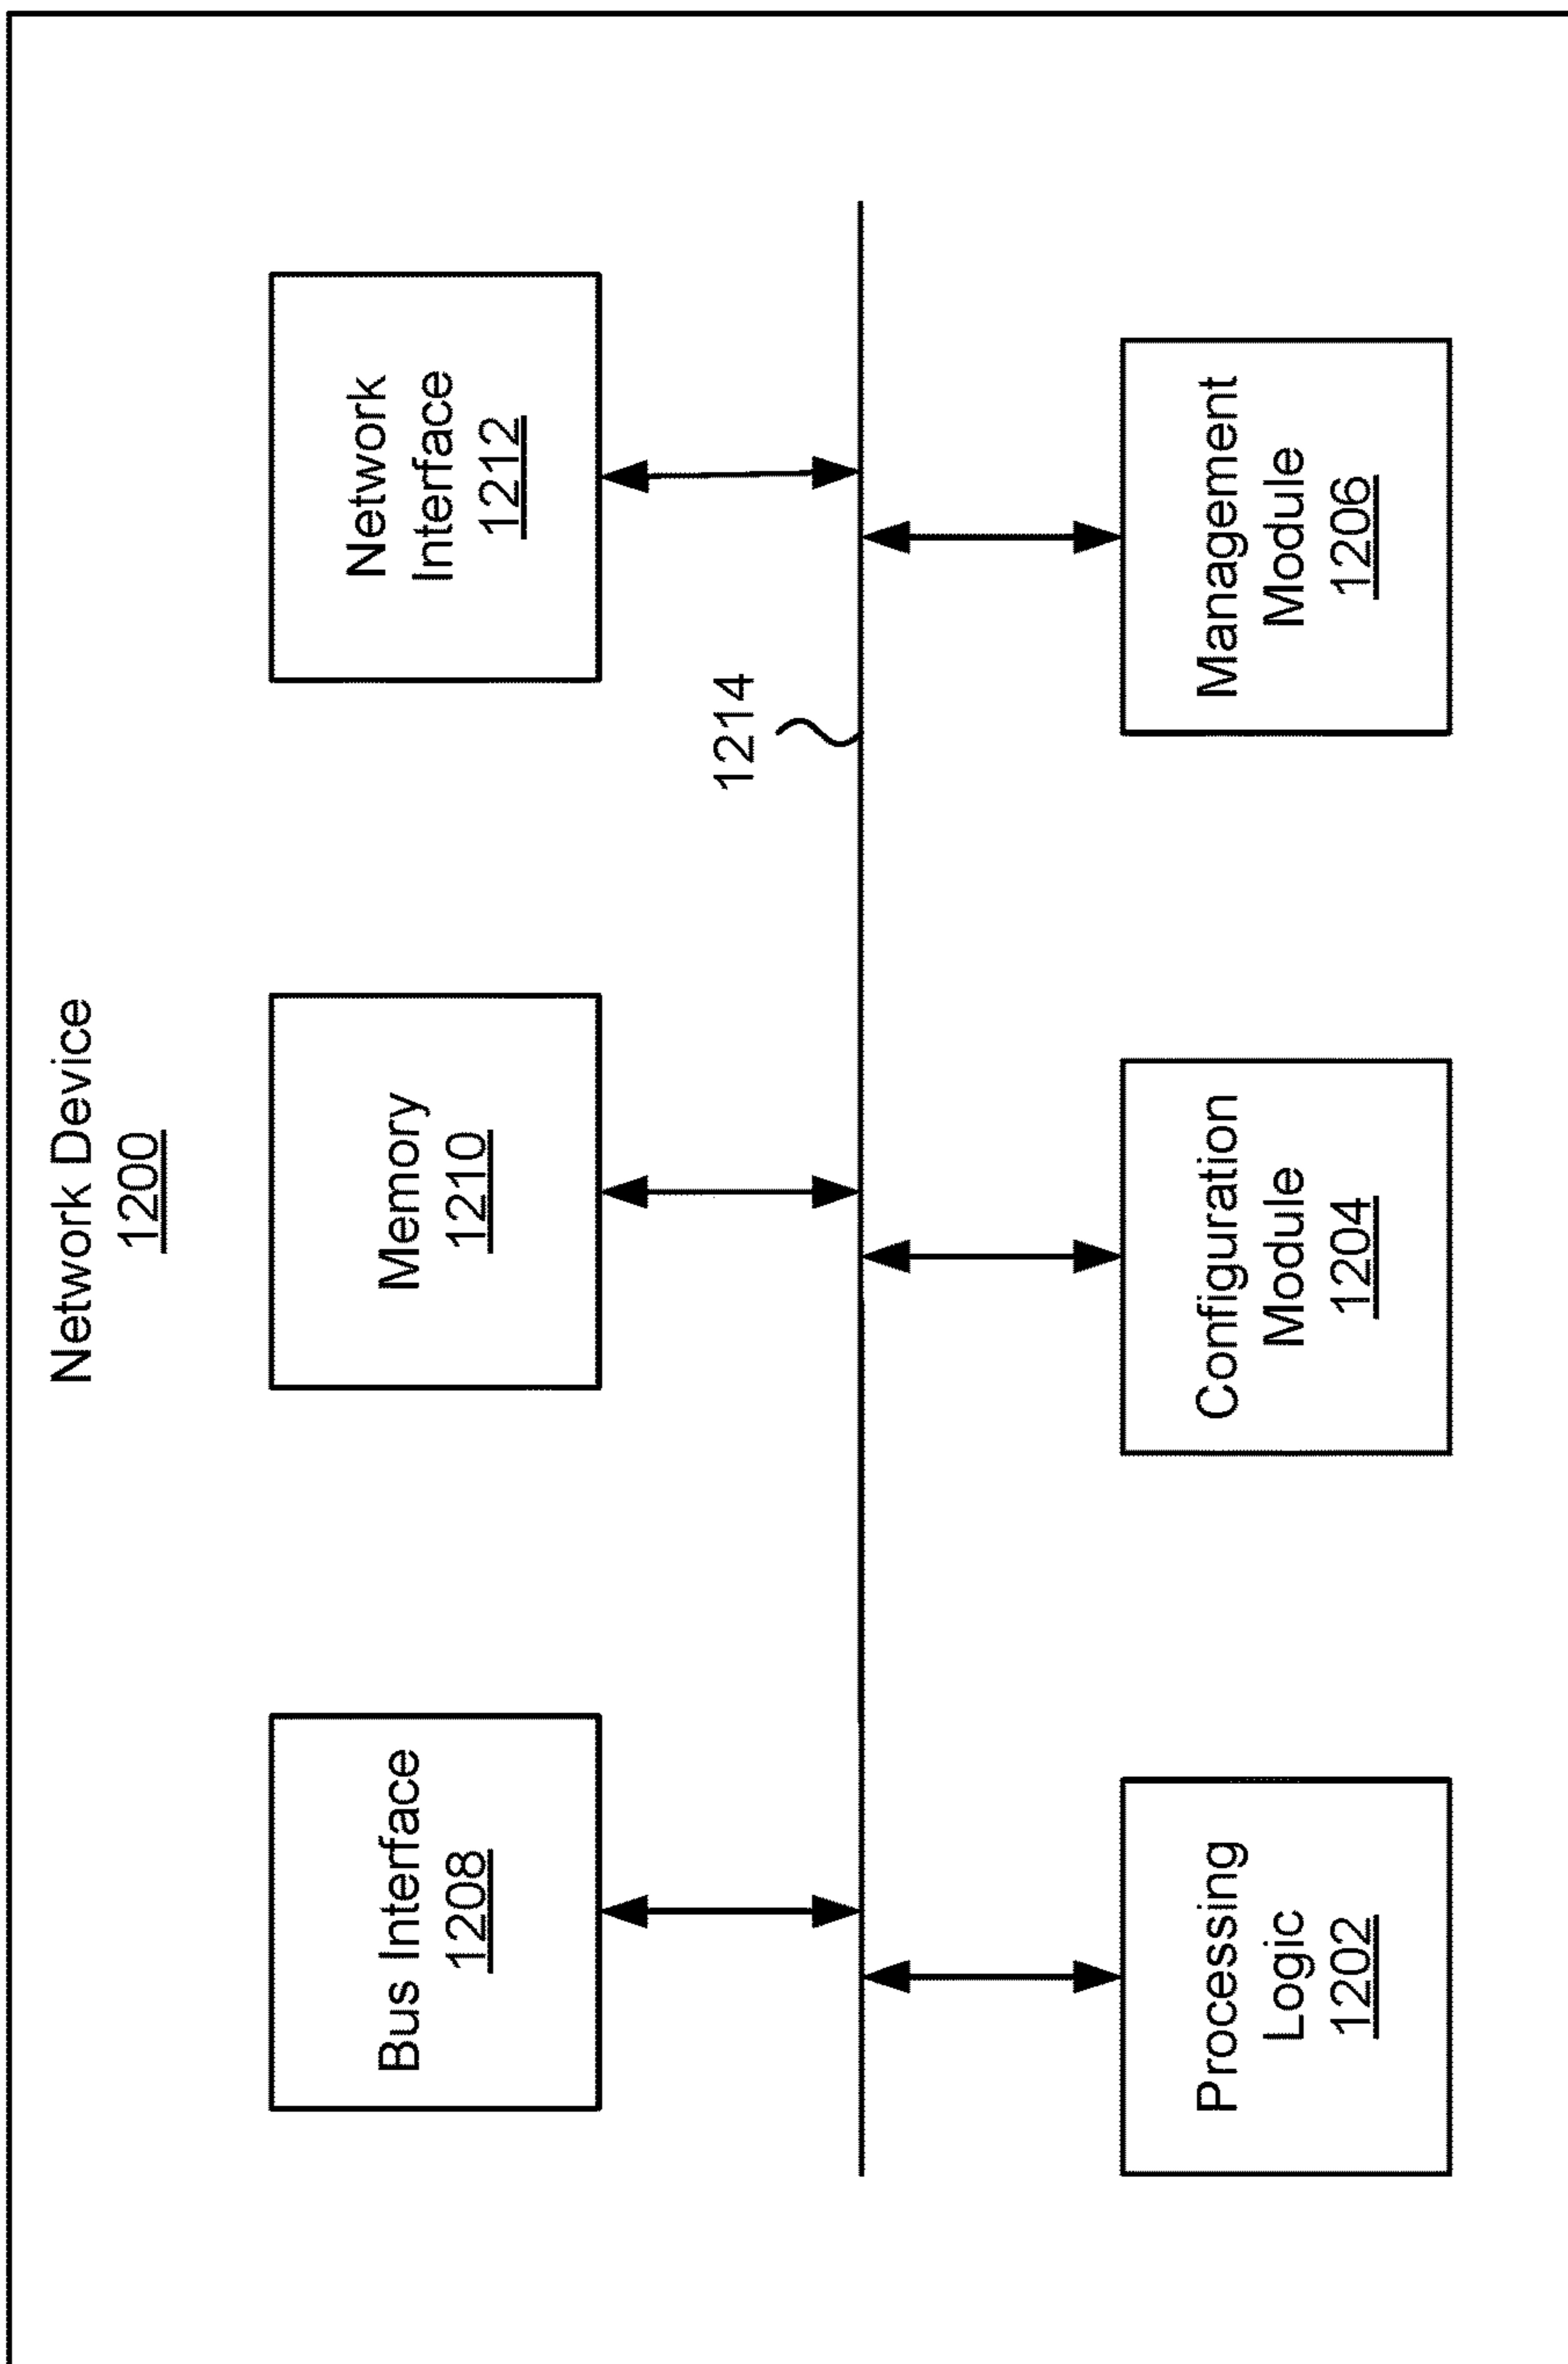 Network Device
1200
Bus Interface
1208
Memory
1210
Network
Interface
1212
1214
Processing
Logic
1202
Configuration
Module
1204
Management
Module
1206